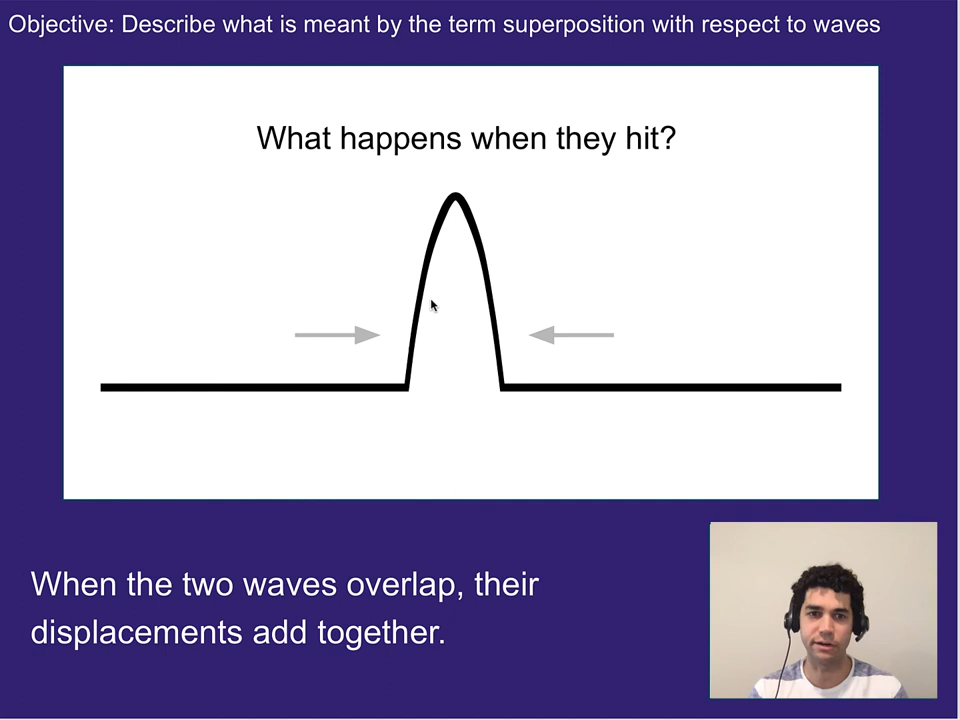 Objective: Describe what is meant by the term superposition with respect to waves
What happens when they hit?
When the two waves overlap, their
displacements add together.